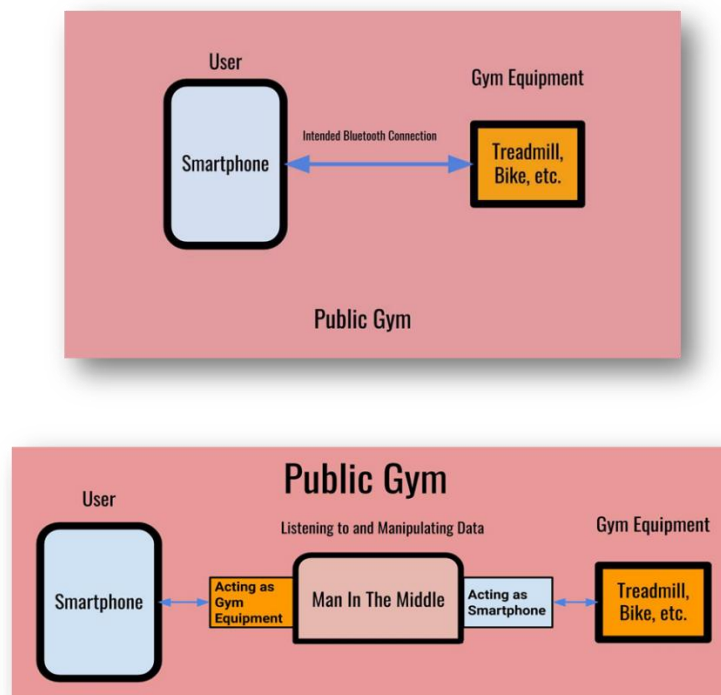 User
Gym Equipment
Intended Bluetooth Connection
Smartphone
Treadmill,
Bike, etc.
Public Gym
Public Gym
User
Listening to and Manipulating Data
Gym Equipment
Smartphone
Acting as
Gym
Equipment
Man In The Middle
Acting as
Smartphone
Treadmill,
Bike, etc.